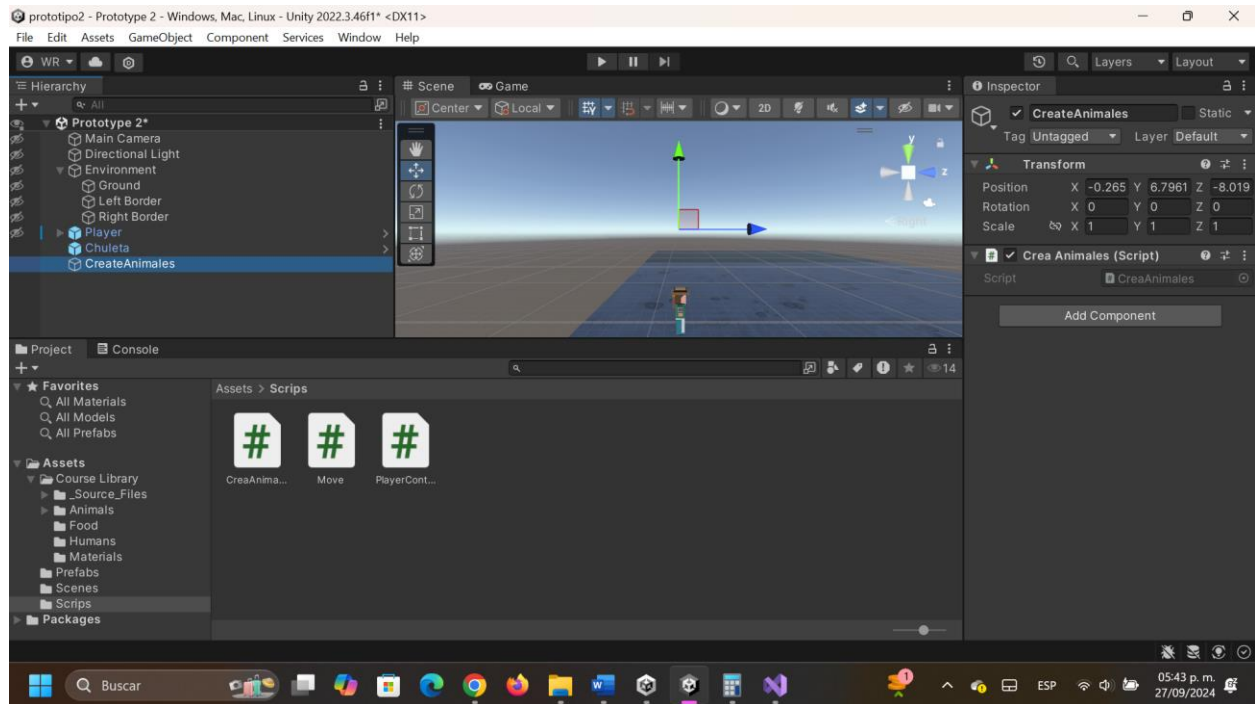 prototipo2 - Prototype 2 - Windows, Mac, Linux - Unity 2022.3.46f1* <DX11>
File Edit Assets GameObject Component Services Window Help
WR
Layers Layout
Hierarchy
All
Prototype 2*
Main Camera
Directional Light
Environment
Ground
Left Border
Right Border
Player
Chuleta
CreateAnimales
Scene Game
Center Local 2D
y
z
Inspector
CreateAnimales Static
Tag Untagged Layer Default
Transform
Position X -0.265 Y 6.7961 Z -8.019
Rotation X 0 Y 0 Z 0
Scale X 1 Y 1 Z 1
# Crea Animales (Script)
Script CreaAnimales
Add Component
Project Console
14
Favorites
All Materials
All Models
All Prefabs
Assets
Course Library
_Source_Files
Animals
Food
Humans
Materials
Prefabs
Scenes
Scrips
Packages
Assets > Scrips
# # #
CreaAnima... Move PlayerCont...
Buscar
1
ESP
05:43 p. m.
27/09/2024